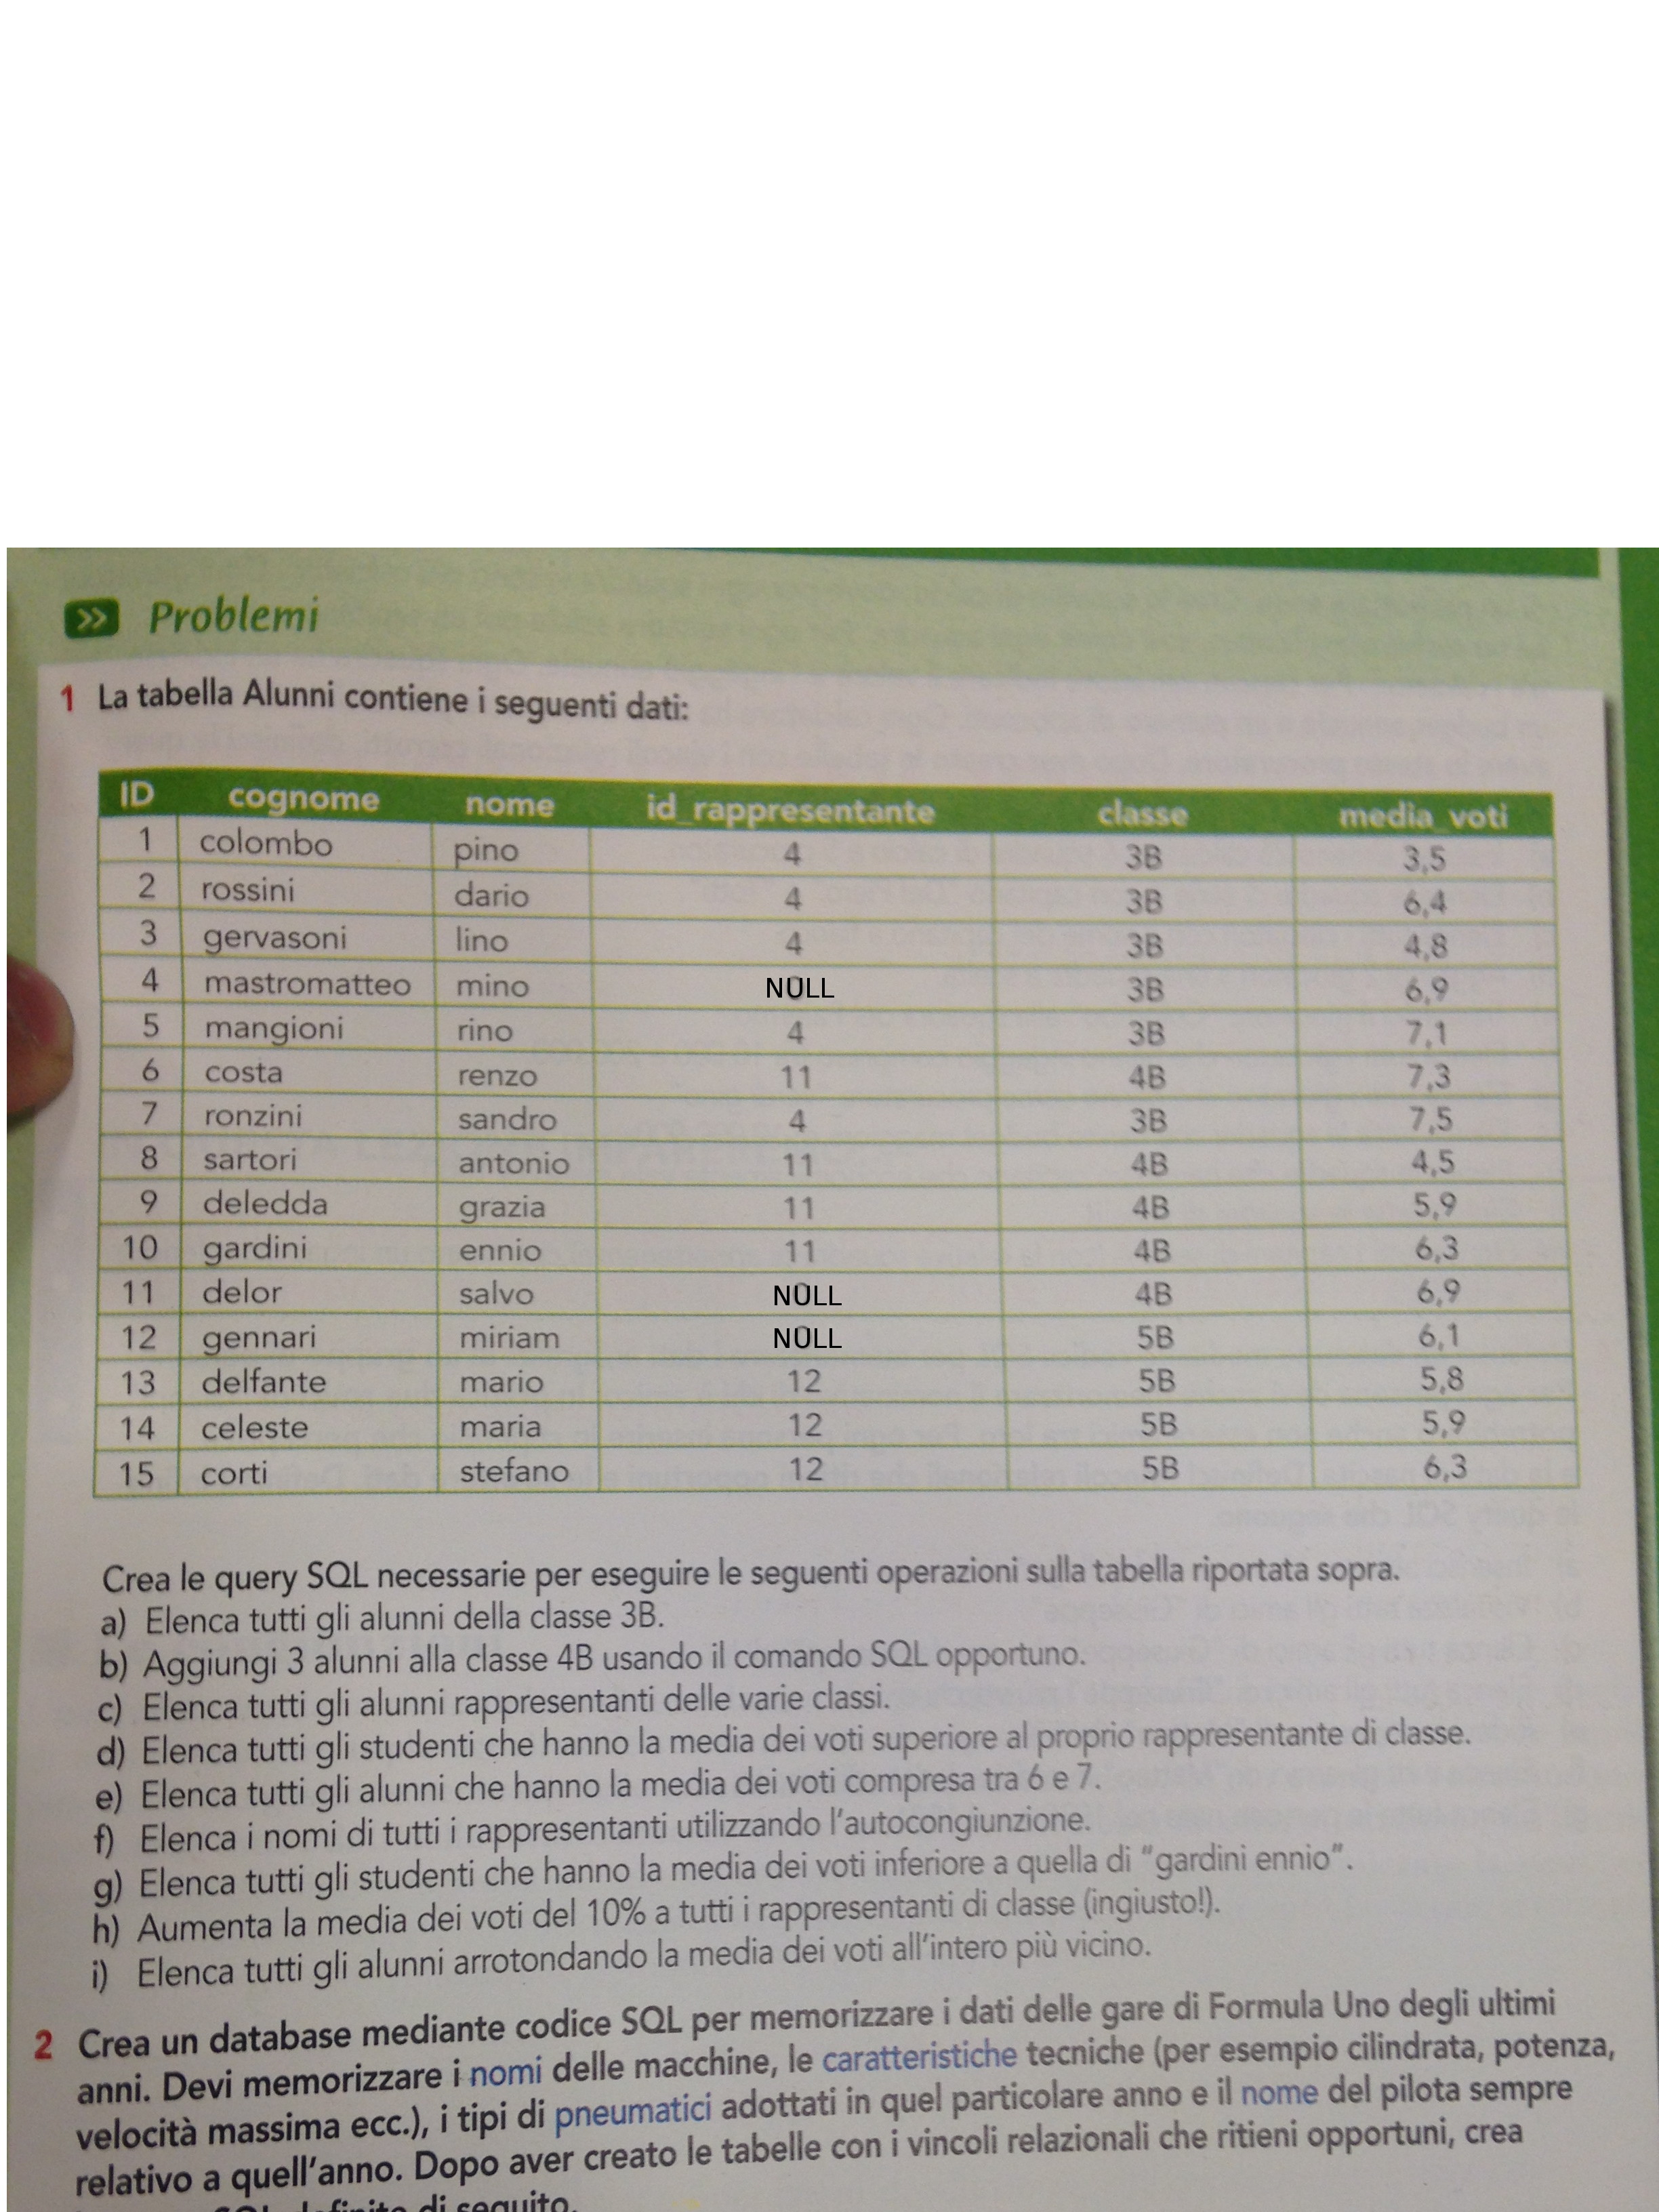 Problemi
1 La tabella Alunni contiene i seguenti dati:
ID cognome nome id_rappresentante classe media_voti
1 colombo pino 4 3B 3,5
2 rossini dario 4 3B 6,4
3 gervasoni lino 4 3B 4,8
4 mastromatteo mino NULL 3B 6,9
5 mangioni rino 4 3B 7,1
6 costa renzo 11 4B 7,3
7 ronzini sandro 4 3B 7,5
8 sartori antonio 11 4B 4,5
9 deledda grazia 11 4B 5,9
10 gardini ennio 11 4B 6,3
11 delor salvo NULL 4B 6,9
12 gennari miriam NULL 5B 6,1
13 delfante mario 12 5B 5,8
14 celeste maria 12 5B 5,9
15 corti stefano 12 5B 6,3
Crea le query SQL necessarie per eseguire le seguenti operazioni sulla tabella riportata sopra.
a) Elenca tutti gli alunni della classe 3B.
b) Aggiungi 3 alunni alla classe 4B usando il comando SQL opportuno.
c) Elenca tutti gli alunni rappresentanti delle varie classi.
d) Elenca tutti gli studenti che hanno la media dei voti superiore al proprio rappresentante di classe.
e) Elenca tutti gli alunni che hanno la media dei voti compresa tra 6 e 7.
f) Elenca i nomi di tutti i rappresentanti utilizzando l'autocongiunzione.
g) Elenca tutti gli studenti che hanno la media dei voti inferiore a quella di "gardini ennio".
h) Aumenta la media dei voti del 10% a tutti i rappresentanti di classe (ingiusto!).
i) Elenca tutti gli alunni arrotondando la media dei voti all'intero più vicino.
2 Crea un database mediante codice SQL per memorizzare i dati delle gare di Formula Uno degli ultimi
anni. Devi memorizzare i nomi delle macchine, le caratteristiche tecniche (per esempio cilindrata, potenza,
velocità massima ecc.), i tipi di pneumatici adottati in quel particolare anno e il nome del pilota sempre
relativo a quell'anno. Dopo aver creato le tabelle con i vincoli relazionali che ritieni opportuni, crea
SQL definite di seguito.